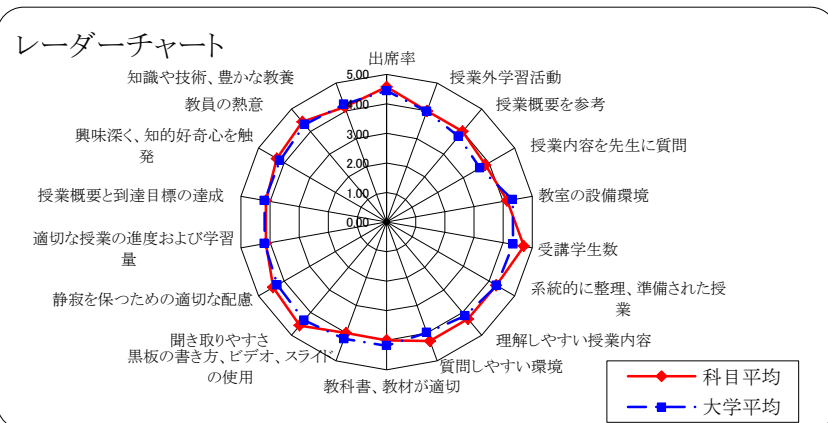 レーダーチャート
出席率
授業外学習活動
授業概要を参考
授業内容を先生に質問
教室の設備環境
受講学生数
系統的に整理、準備された授
業
理解しやすい授業内容
質問しやすい環境
教科書、教材が適切
黒板の書き方、ビデオ、スライド
の使用
聞き取りやすさ
静寂を保つための適切な配慮
適切な授業の進度および学習
量
授業概要と到達目標の達成
興味深く、知的好奇心を触
発
教員の熱意
知識や技術、豊かな教養
5.00
4.00
3.00
2.00
1.00
0.00
科目平均
大学平均